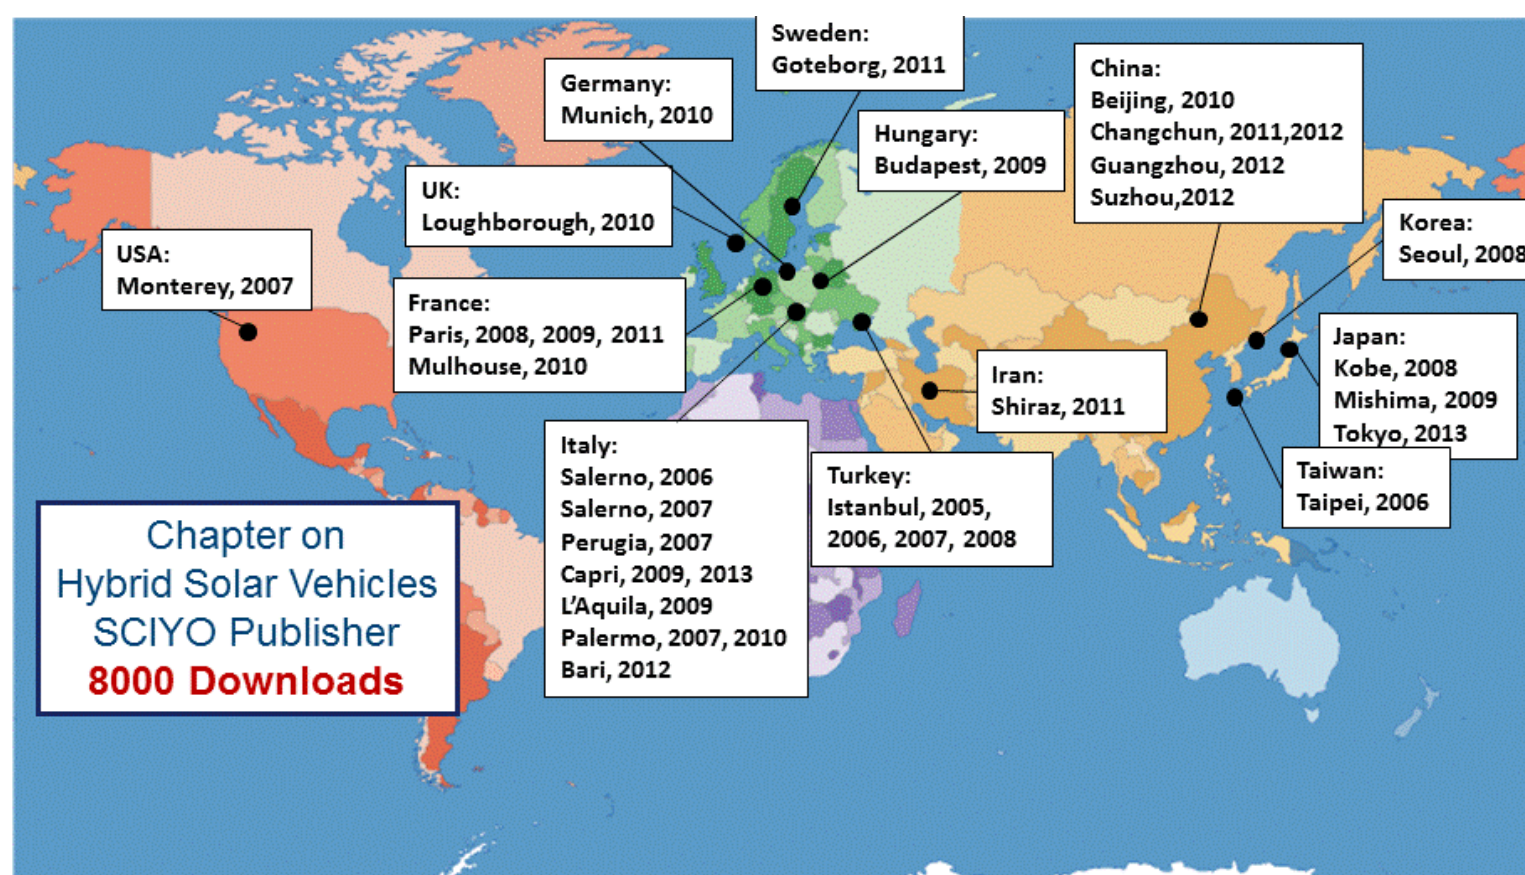 Sweden:
Goteborg, 2011
Germany:
Munich, 2010
China:
Beijing, 2010
Changchun, 2011,2012
Guangzhou, 2012
Suzhou,2012
Hungary:
Budapest, 2009
UK:
Loughborough, 2010
Korea:
Seoul, 2008
USA:
Monterey, 2007
France:
Paris, 2008, 2009, 2011
Mulhouse, 2010
Japan:
Kobe, 2008
Mishima, 2009
Tokyo, 2013
Iran:
Shiraz, 2011
Italy:
Salerno, 2006
Salerno, 2007
Perugia, 2007
Capri, 2009, 2013
L’Aquila, 2009
Palermo, 2007, 2010
Bari, 2012
Turkey:
Istanbul, 2005,
2006, 2007, 2008
Taiwan:
Taipei, 2006
Chapter on
Hybrid Solar Vehicles
SCIYO Publisher
8000 Downloads